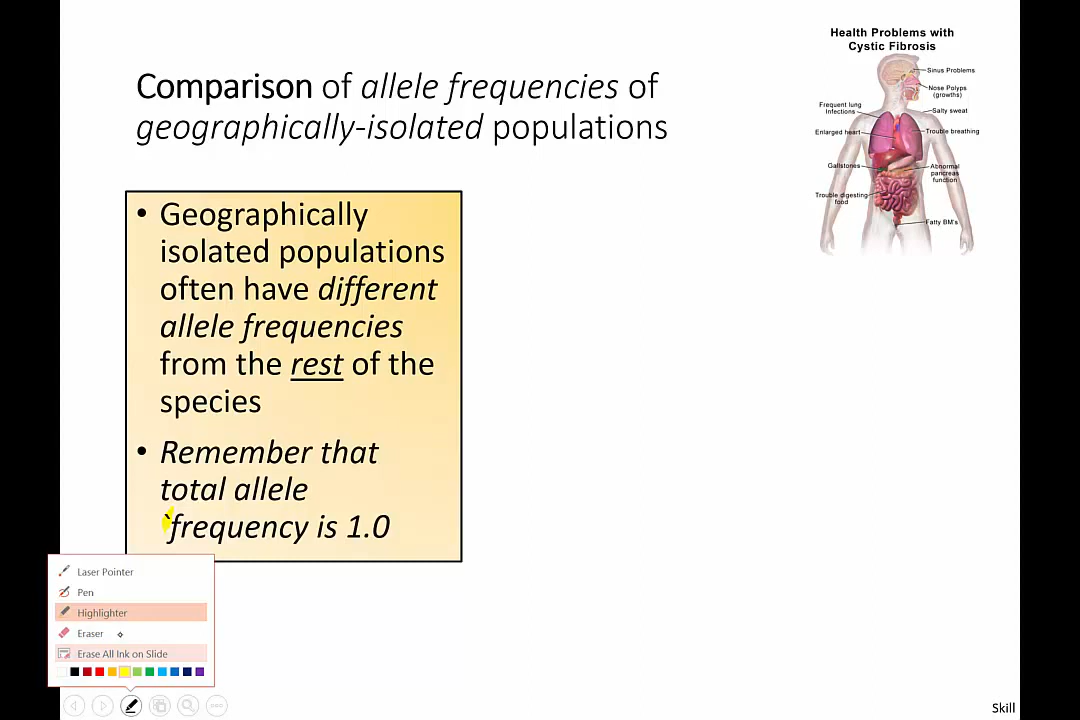 Comparison of allele frequencies of
geographically-isolated populations
• Geographically
isolated populations
often have different
allele frequencies
from the rest of the
species
• Remember that
total allele
`frequency is 1.0
Health Problems with
Cystic Fibrosis
Sinus Problems
Nose Polyps
(growths)
Frequent lung
Infections
Salty sweat
Enlarged heart
Trouble breathing
Gallstones
Abnormal
pancreas
function
Trouble digesting
food
Fatty BM's
Laser Pointer
Pen
Highlighter
Eraser
Erase All Ink on Slide
Skill